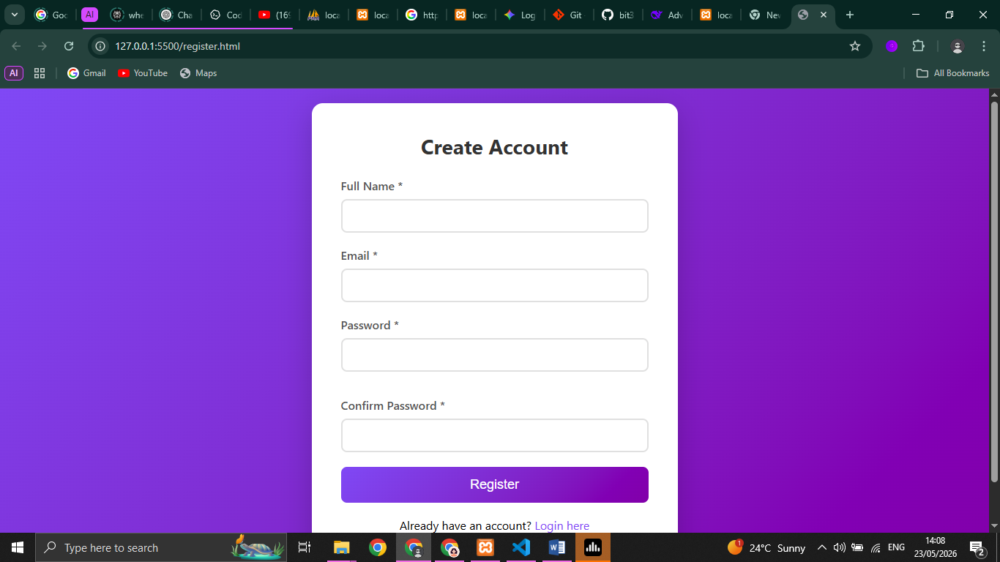 Goo
AI
whe
Cha
Cod
(169
loca
loca
http
loca
Log
Git
bit3
Adv
loca
Nev
127.0.0.1:5500/register.html
AI
Gmail
YouTube
Maps
All Bookmarks
Create Account
Full Name *
Email *
Password *
Confirm Password *
Register
Already have an account? Login here
Type here to search
1
24°C Sunny
ENG
14:08
23/05/2026
2